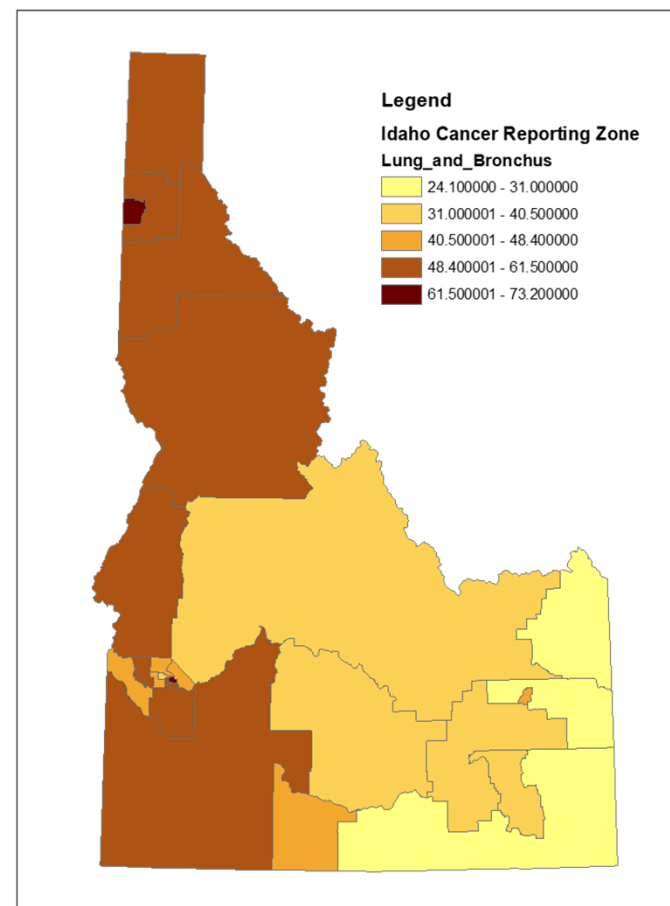 Legend
Idaho Cancer Reporting Zone
Lung_and_Bronchus
24.100000 - 31.000000
31.000001 - 40.500000
40.500001 - 48.400000
48.400001 - 61.500000
61.500001 - 73.200000